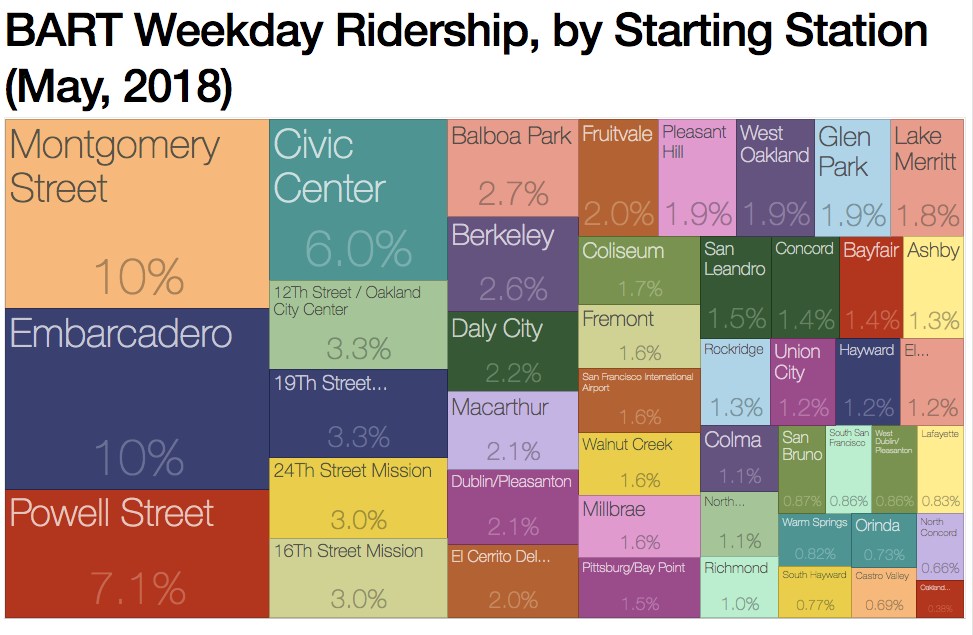 BART Weekday Ridership, by Starting Station
(May, 2018)
Montgomery
Street
10%
Embarcadero
10%
Powell Street
7.1%
Civic
Center
6.0%
12Th Street / Oakland
City Center
3.3%
19Th Street...
3.3%
24Th Street Mission
3.0%
16Th Street Mission
3.0%
Balboa Park
2.7%
Berkeley
2.6%
Daly City
2.2%
Macarthur
2.1%
Dublin/Pleasanton
2.1%
El Cerrito Del...
2.0%
Fruitvale
2.0%
Pleasant
Hill
1.9%
West
Oakland
1.9%
Glen
Park
1.9%
Lake
Merritt
1.8%
Coliseum
1.7%
Fremont
1.6%
San Francisco International
Airport
1.6%
Walnut Creek
1.6%
Millbrae
1.6%
Pittsburg/Bay Point
1.5%
San
Leandro
1.5%
Concord
1.4%
Bayfair
1.4%
Ashby
1.3%
Rockridge
1.3%
Union
City
1.2%
Hayward
1.2%
El...
1.2%
Colma
1.1%
North...
1.1%
Richmond
1.0%
San
Bruno
0.87%
South San
Francisco
0.86%
West
Dublin/
Pleasanton
0.86%
Lafayette
0.83%
Warm Springs
0.82%
Orinda
0.73%
North
Concord
0.66%
South Hayward
0.77%
Castro Valley
0.69%
Oakland...
0.38%